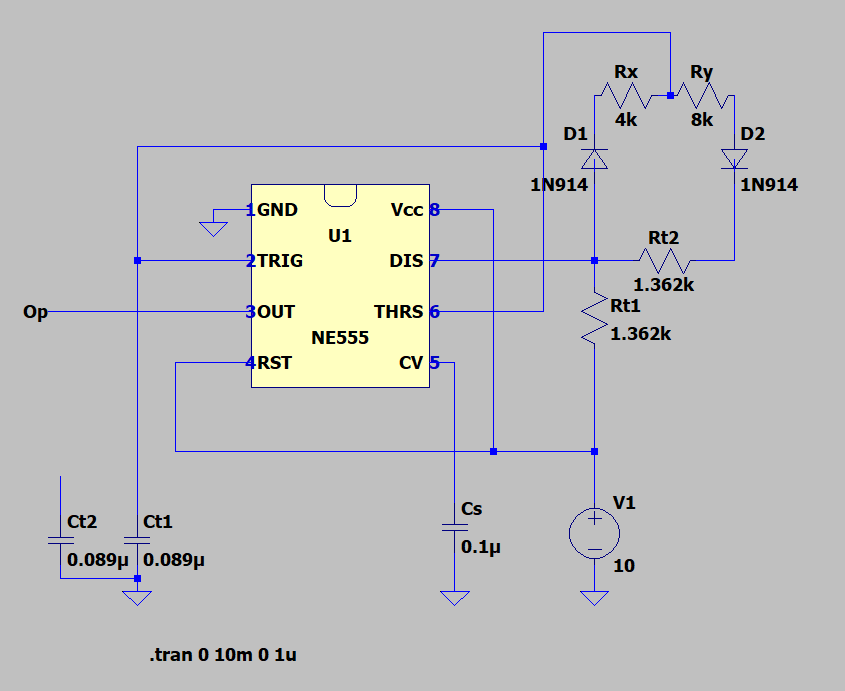 Rx
Ry
4k
8k
D1
D2
1N914
1N914
1GND
Vcc 8
U1
Rt2
2TRIG
DIS 7
1.362k
Op
3OUT
THRS 6
Rt1
NE555
1.362k
4RST
CV 5
Cs
V1
Ct2
Ct1
0.1µ
0.089µ
0.089µ
10
.tran 0 10m 0 1u